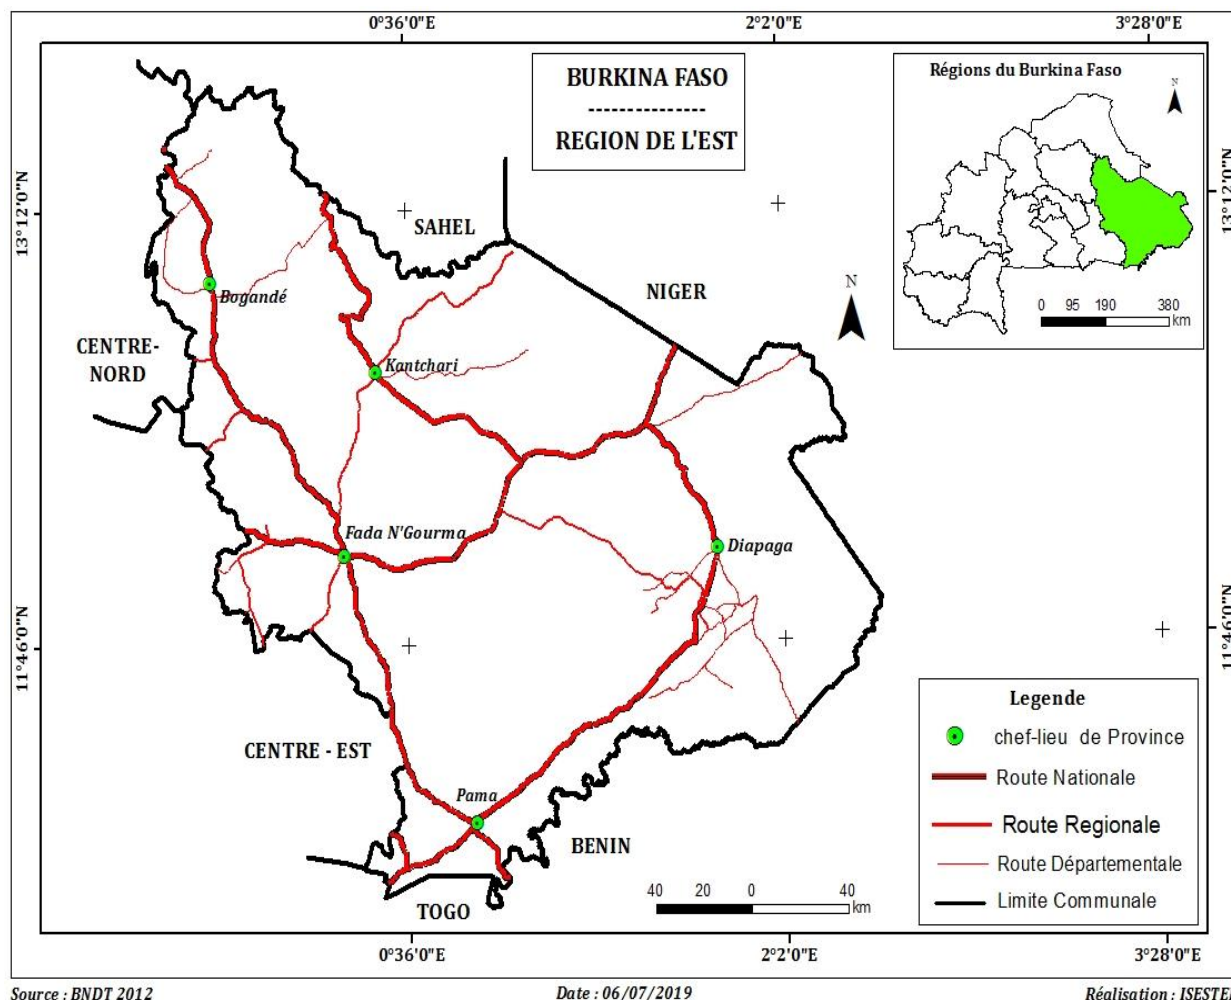 0°36'0"E
2°2'0"E
3°28'0"E
BURKINA FASO
-----------
REGION DE L'EST
Régions du Burkina Faso
N
0 95 190 380
km
13°12'0"N
13°12'0"N
SAHEL
NIGER
N
Bogandé
CENTRE-
NORD
Kantchari
Fada N'Gourma
Diapaga
11°46'0"N
11°46'0"N
CENTRE - EST
Pama
BENIN
TOGO
40 20 0 40
km
Legende
chef-lieu de Province
Route Nationale
Route Regionale
Route Départementale
Limite Communale
0°36'0"E
2°2'0"E
3°28'0"E
Source : BNDT 2012
Date : 06/07/2019